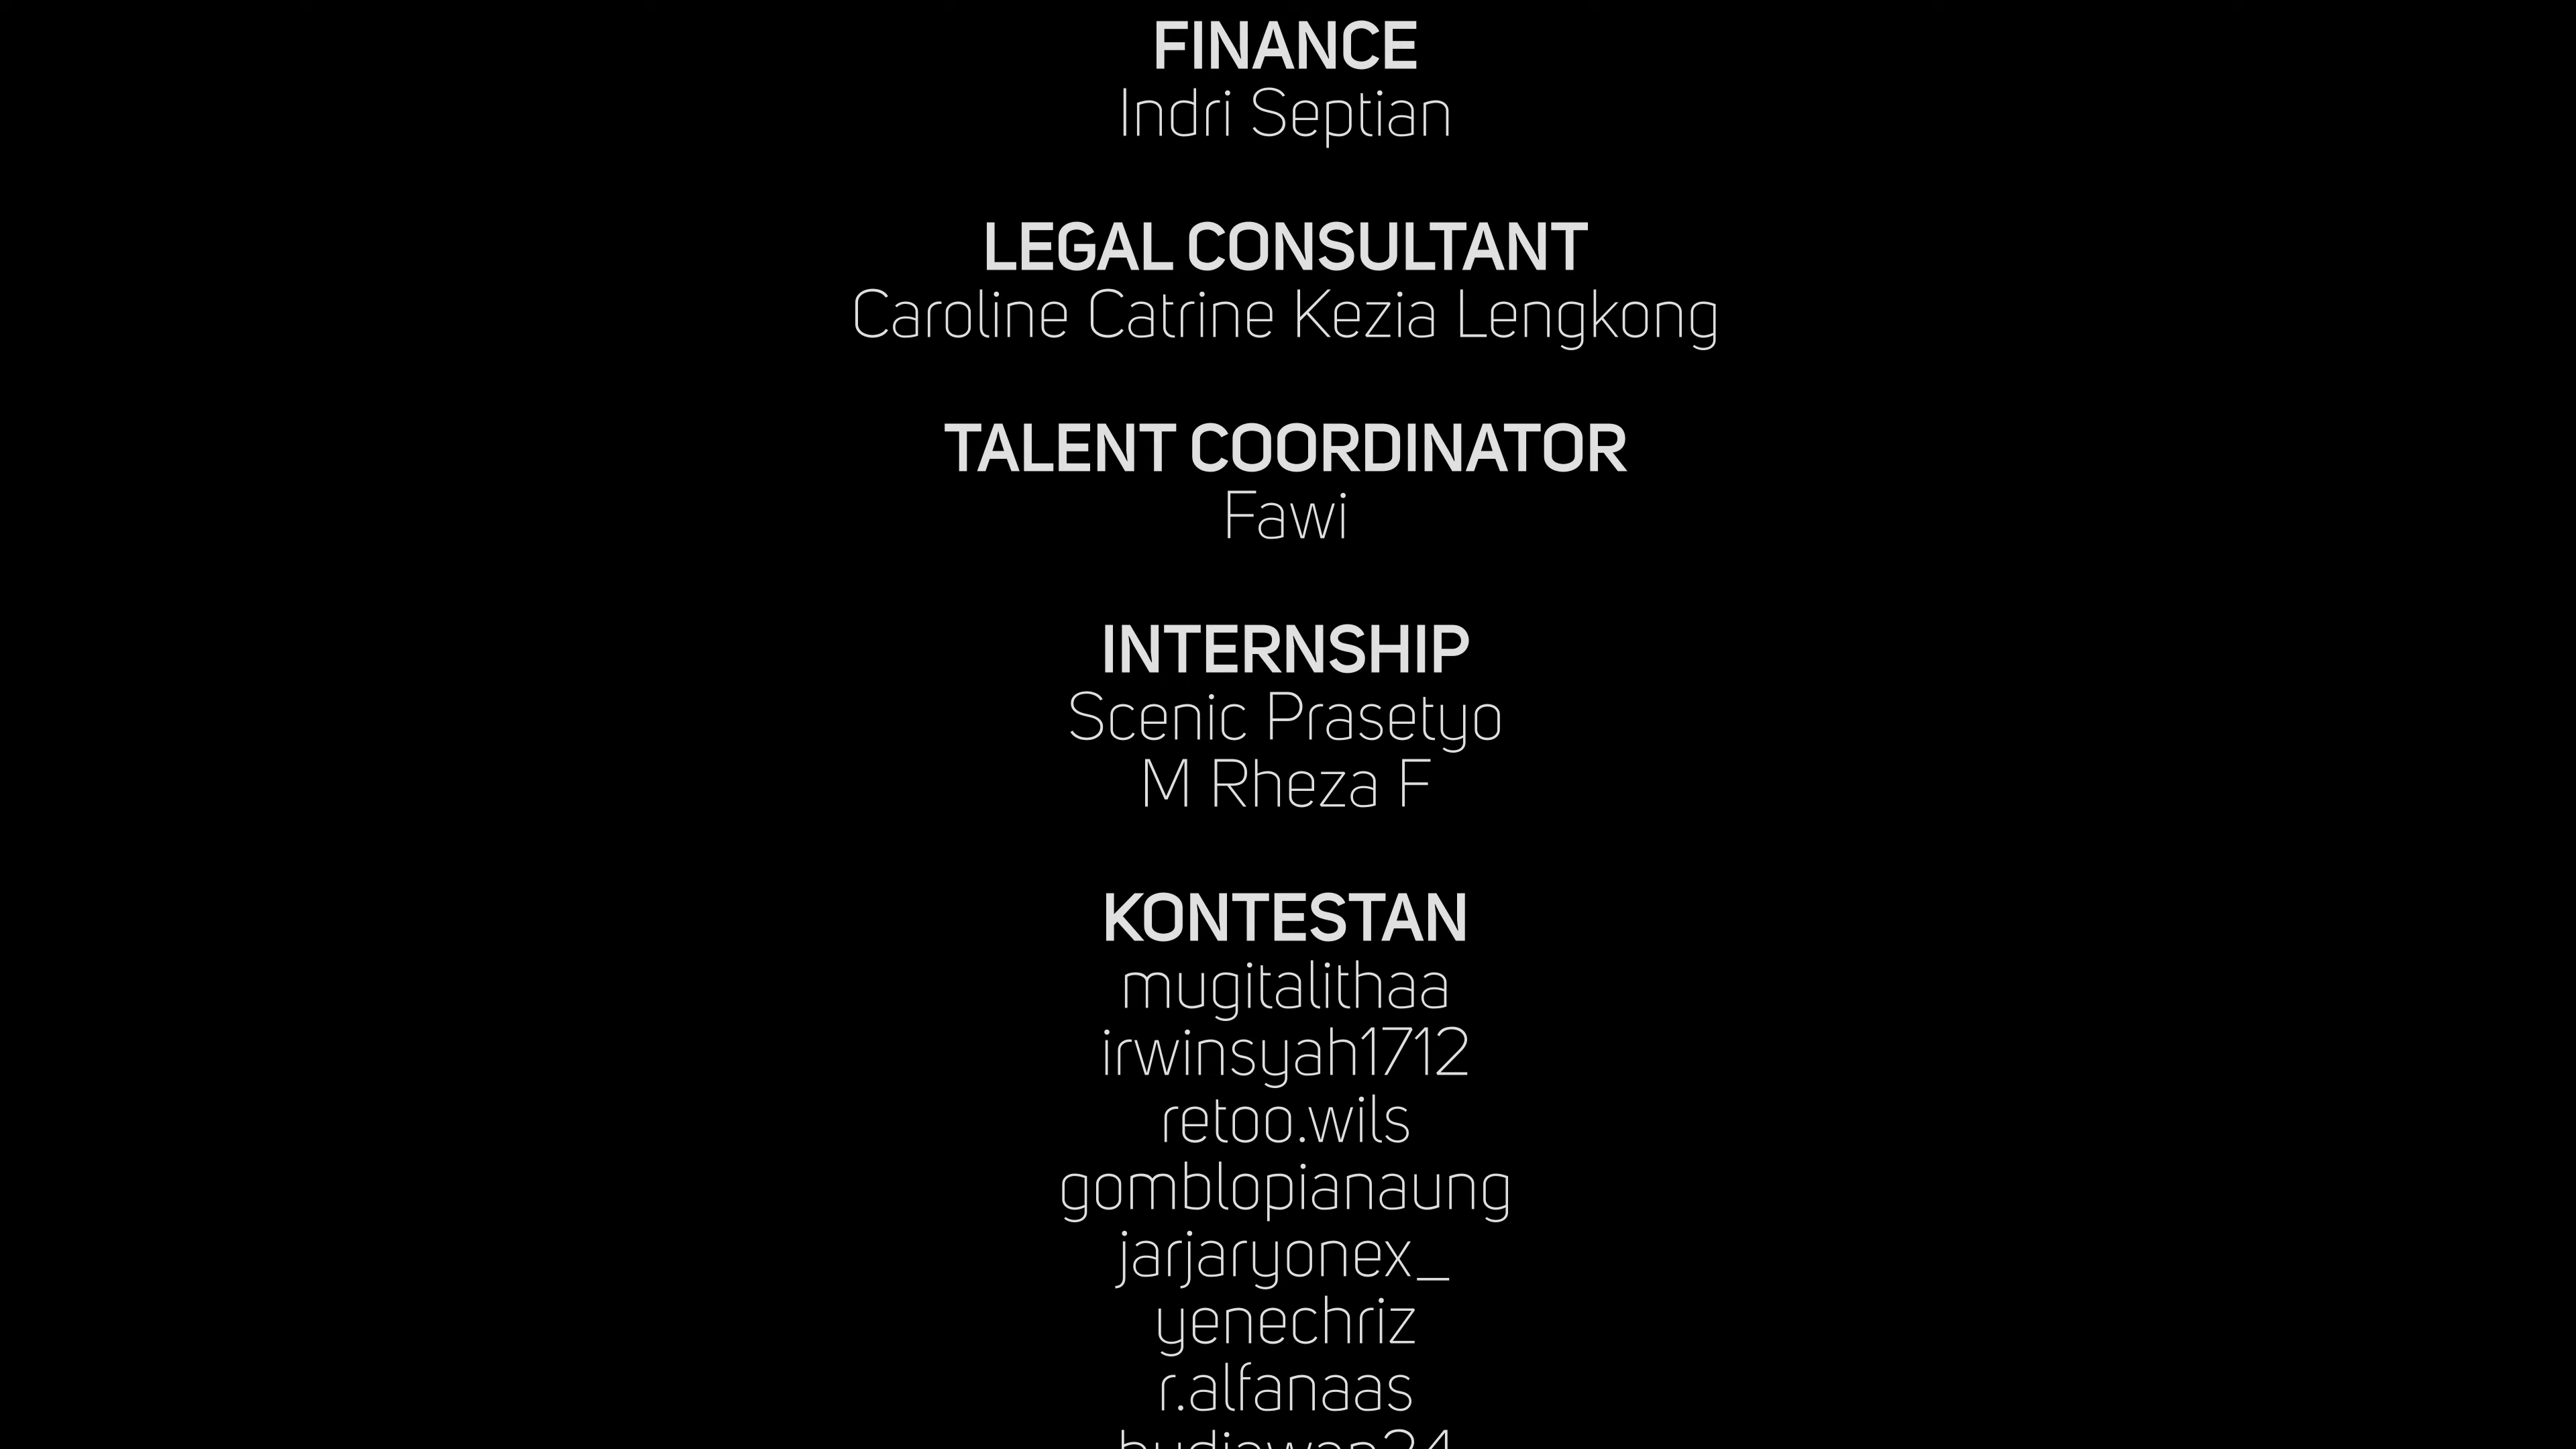 FINANCE
Indri Septian
LEGAL CONSULTANT
Caroline Catrine Kezia Lengkong
TALENT COORDINATOR
Fawi
INTERNSHIP
Scenic Prasetyo
M Rheza F
KONTESTAN
mugitalithaa
irwinsyah1712
retoo.wils
gomblopianaung
jarjaryonex_
yenechriz
r.alfanaas